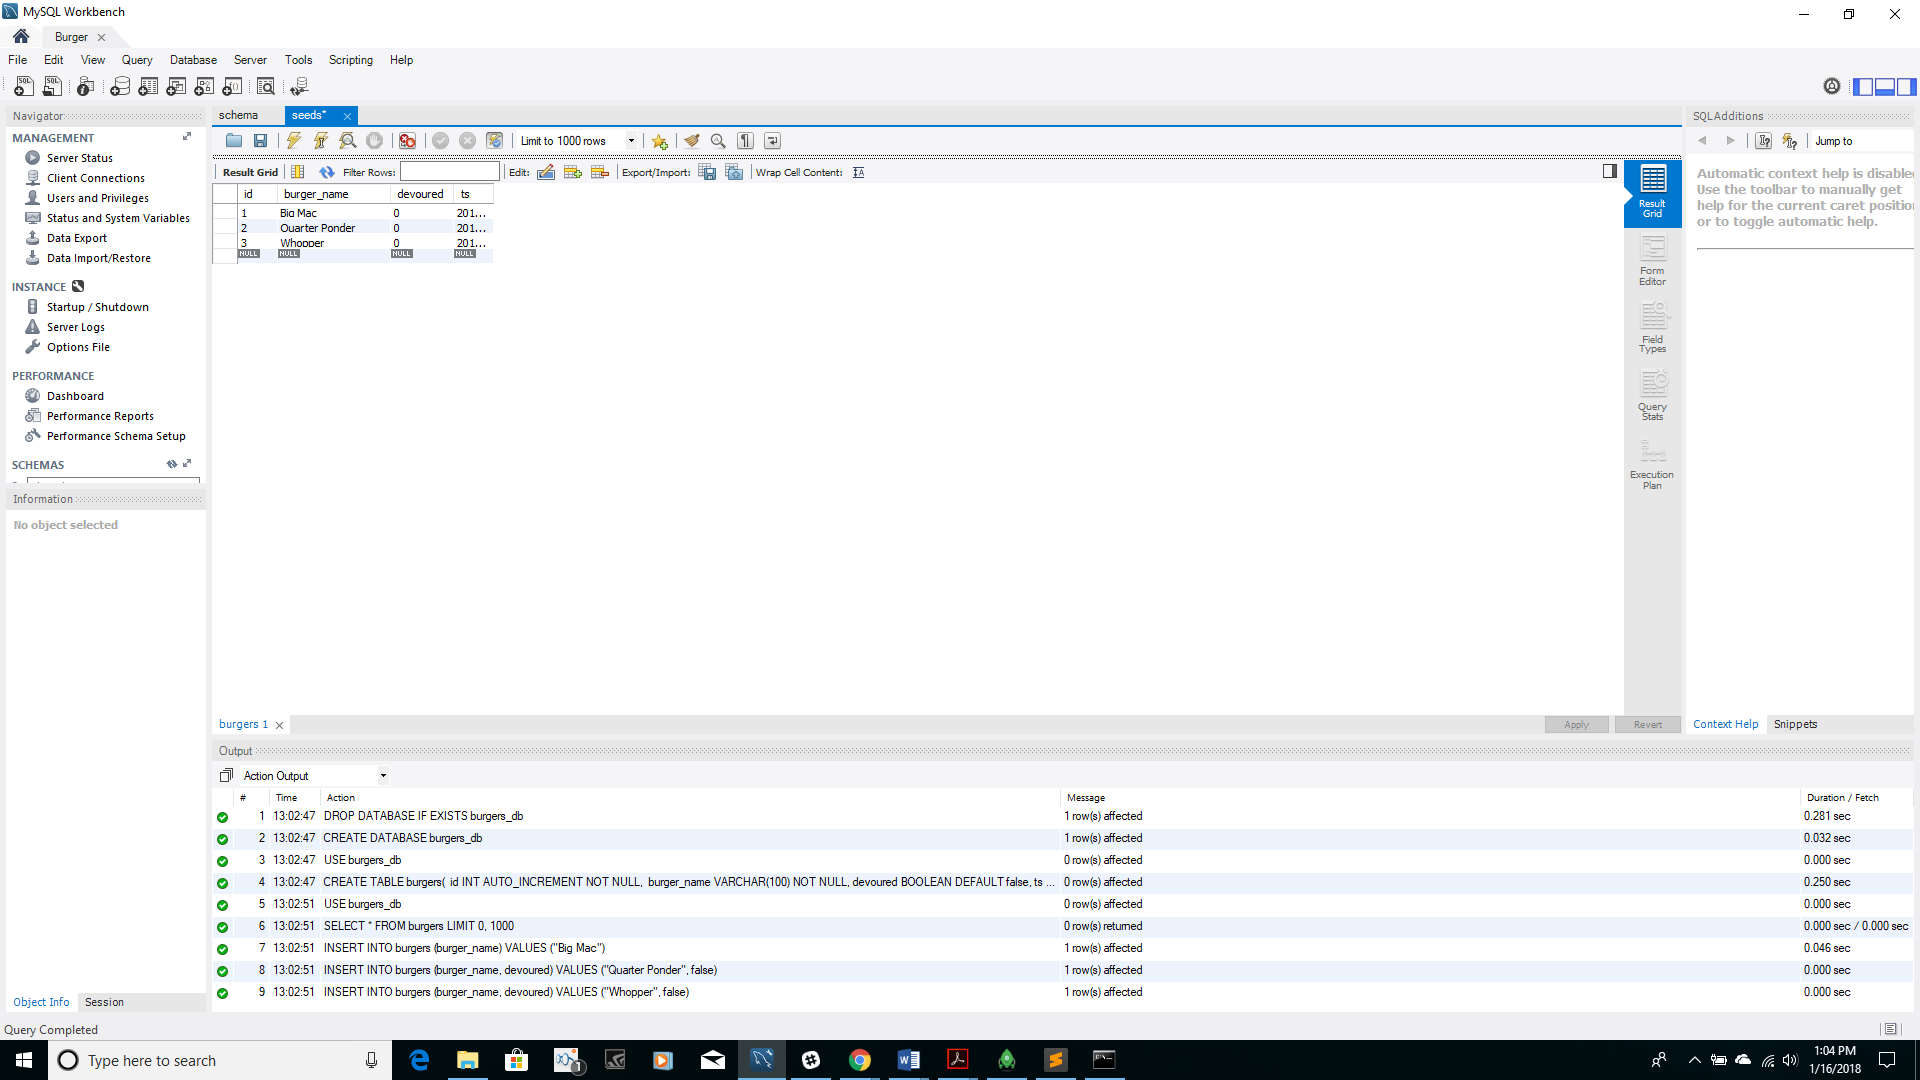 MySQL Workbench
Burger
File Edit View Query Database Server Tools Scripting Help
Navigator
MANAGEMENT
Server Status
Client Connections
Users and Privileges
Status and System Variables
Data Export
Data Import/Restore
INSTANCE
Startup / Shutdown
Server Logs
Options File
PERFORMANCE
Dashboard
Performance Reports
Performance Schema Setup
SCHEMAS
Information
No object selected
Object Info Session
schema seeds*
Limit to 1000 rows
Result Grid Filter Rows: Edit: Export/Import: Wrap Cell Content:
id burger_name devoured ts
1 Big Mac 0 201...
2 Quarter Ponder 0 201...
3 Whopper 0 201...
NULL NULL NULL NULL
Result
Grid
Form
Editor
Field
Types
Query
Stats
Execution
Plan
burgers 1 Apply Revert
SQLAdditions
Jump to
Automatic context help is disable
Use the toolbar to manually get
help for the current caret positio
or to toggle automatic help.
Context Help Snippets
Output
Action Output
# Time Action Message Duration / Fetch
1 13:02:47 DROP DATABASE IF EXISTS burgers_db 1 row(s) affected 0.281 sec
2 13:02:47 CREATE DATABASE burgers_db 1 row(s) affected 0.032 sec
3 13:02:47 USE burgers_db 0 row(s) affected 0.000 sec
4 13:02:47 CREATE TABLE burgers( id INT AUTO_INCREMENT NOT NULL, burger_name VARCHAR(100) NOT NULL, devoured BOOLEAN DEFAULT false, ts ... 0 row(s) affected 0.250 sec
5 13:02:51 USE burgers_db 0 row(s) affected 0.000 sec
6 13:02:51 SELECT * FROM burgers LIMIT 0, 1000 0 row(s) returned 0.000 sec / 0.000 sec
7 13:02:51 INSERT INTO burgers (burger_name) VALUES ("Big Mac") 1 row(s) affected 0.046 sec
8 13:02:51 INSERT INTO burgers (burger_name, devoured) VALUES ("Quarter Ponder", false) 1 row(s) affected 0.000 sec
9 13:02:51 INSERT INTO burgers (burger_name, devoured) VALUES ("Whopper", false) 1 row(s) affected 0.000 sec
Query Completed
Type here to search
1:04 PM
1/16/2018